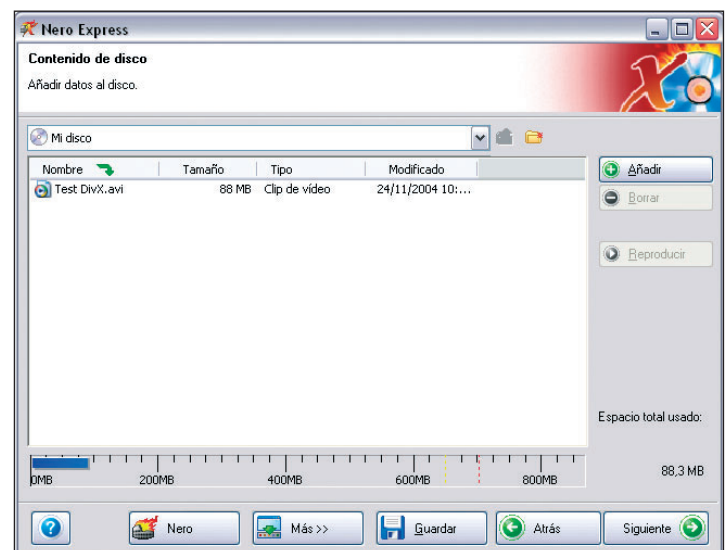 Nero Express
Contenido de disco
Añadir datos al disco.
Mi disco
Nombre Tamaño Tipo Modificado
Test DivX.avi 88 MB Clip de vídeo 24/11/2004 10:...
Añadir
Borrar
Reproducir
Espacio total usado:
0MB 200MB 400MB 600MB 800MB
88,3 MB
Nero Más >> Guardar Atrás Siguiente